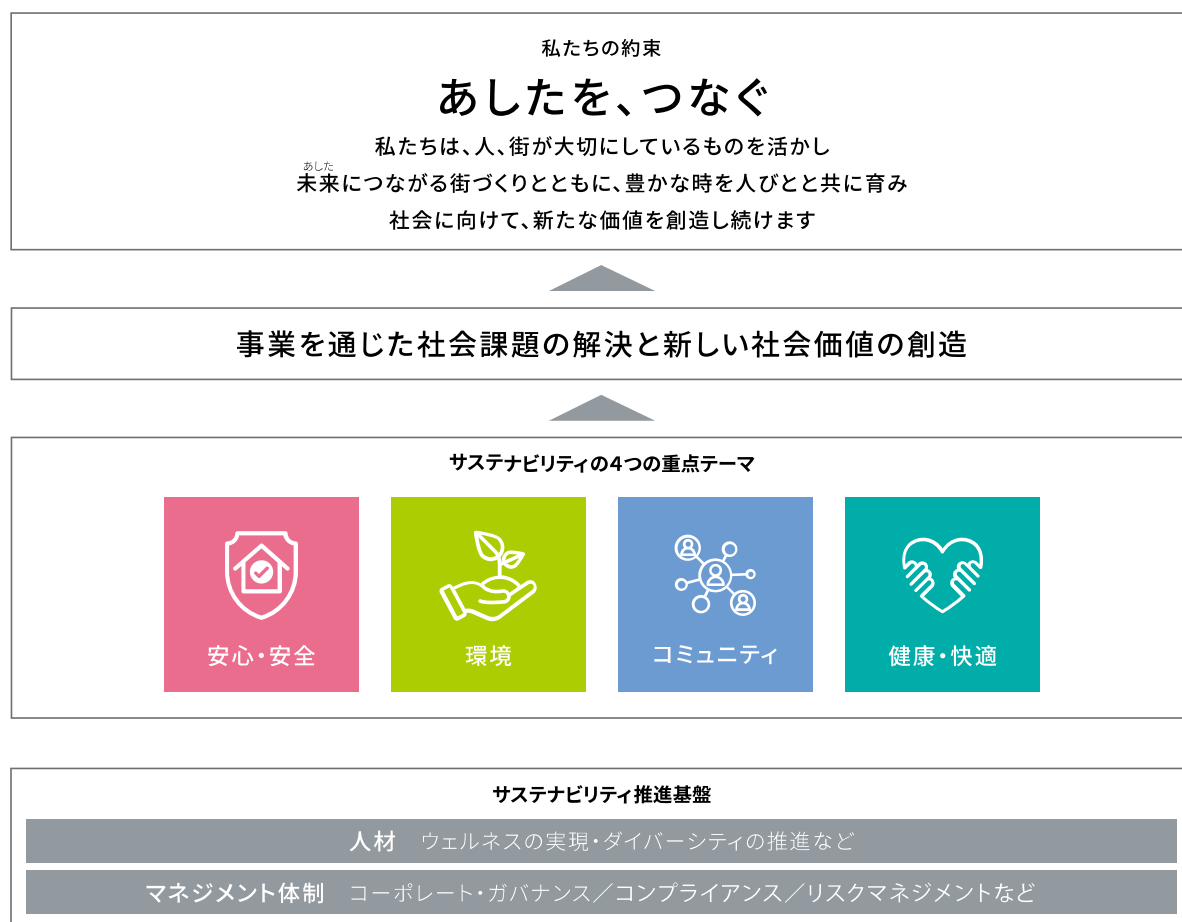 私たちの約束
あしたを、つなぐ
私たちは、人、街が大切にしているものを活かし
あした
未来につながる街づくりとともに、豊かな時を人びとと共に育み
社会に向けて、新たな価値を創造し続けます
事業を通じた社会課題の解決と新しい社会価値の創造
サステナビリティの4つの重点テーマ
安心・安全
環境
コミュニティ
健康・快適
サステナビリティ推進基盤
人材 ウェルネスの実現・ダイバーシティの推進など
マネジメント体制 コーポレート・ガバナンス／コンプライアンス／リスクマネジメントなど